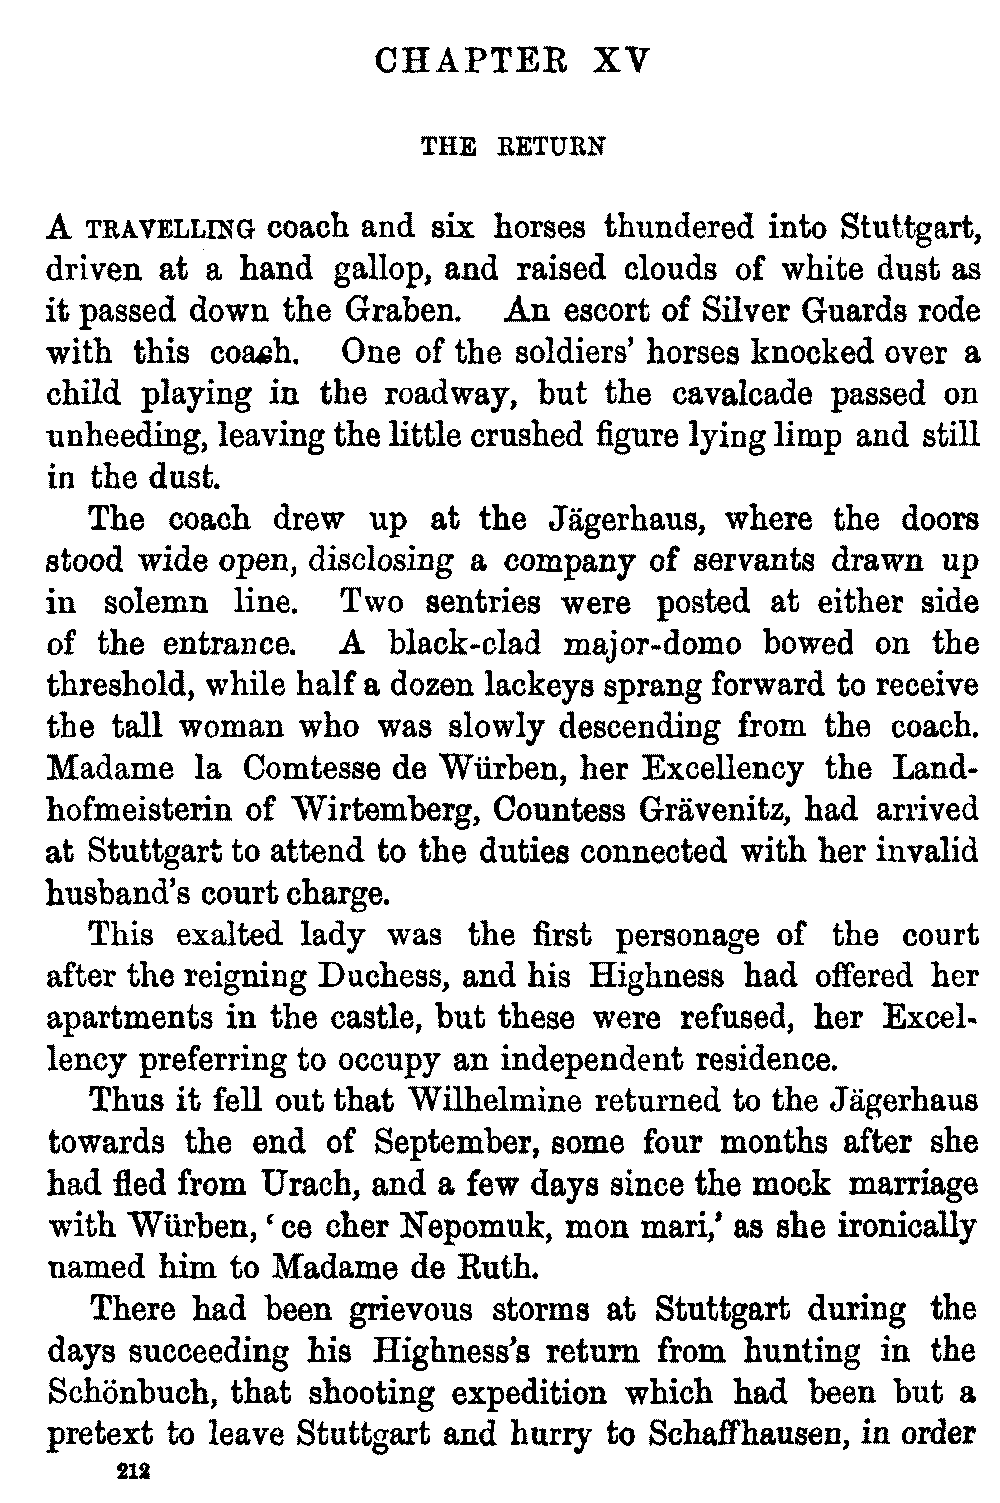 CHAPTER XV
THE RETURN
A TRAVELLING coach and six horses thundered into Stuttgart,
driven at a hand gallop, and raised clouds of white dust as
it passed down the Graben. An escort of Silver Guards rode
with this coach. One of the soldiers' horses knocked over a
child playing in the roadway, but the cavalcade passed on
unheeding, leaving the little crushed figure lying limp and still
in the dust.
The coach drew up at the Jägerhaus, where the doors
stood wide open, disclosing a company of servants drawn up
in solemn line. Two sentries were posted at either side
of the entrance. A black-clad major-domo bowed on the
threshold, while half a dozen lackeys sprang forward to receive
the tall woman who was slowly descending from the coach.
Madame la Comtesse de Würben, her Excellency the Land-
hofmeisterin of Wirtemberg, Countess Grävenitz, had arrived
at Stuttgart to attend to the duties connected with her invalid
husband's court charge.
This exalted lady was the first personage of the court
after the reigning Duchess, and his Highness had offered her
apartments in the castle, but these were refused, her Excel-
lency preferring to occupy an independent residence.
Thus it fell out that Wilhelmine returned to the Jägerhaus
towards the end of September, some four months after she
had fled from Urach, and a few days since the mock marriage
with Würben, 'ce cher Nepomuk, mon mari,' as she ironically
named him to Madame de Ruth.
There had been grievous storms at Stuttgart during the
days succeeding his Highness's return from hunting in the
Schönbuch, that shooting expedition which had been but a
pretext to leave Stuttgart and hurry to Schaffhausen, in order
212